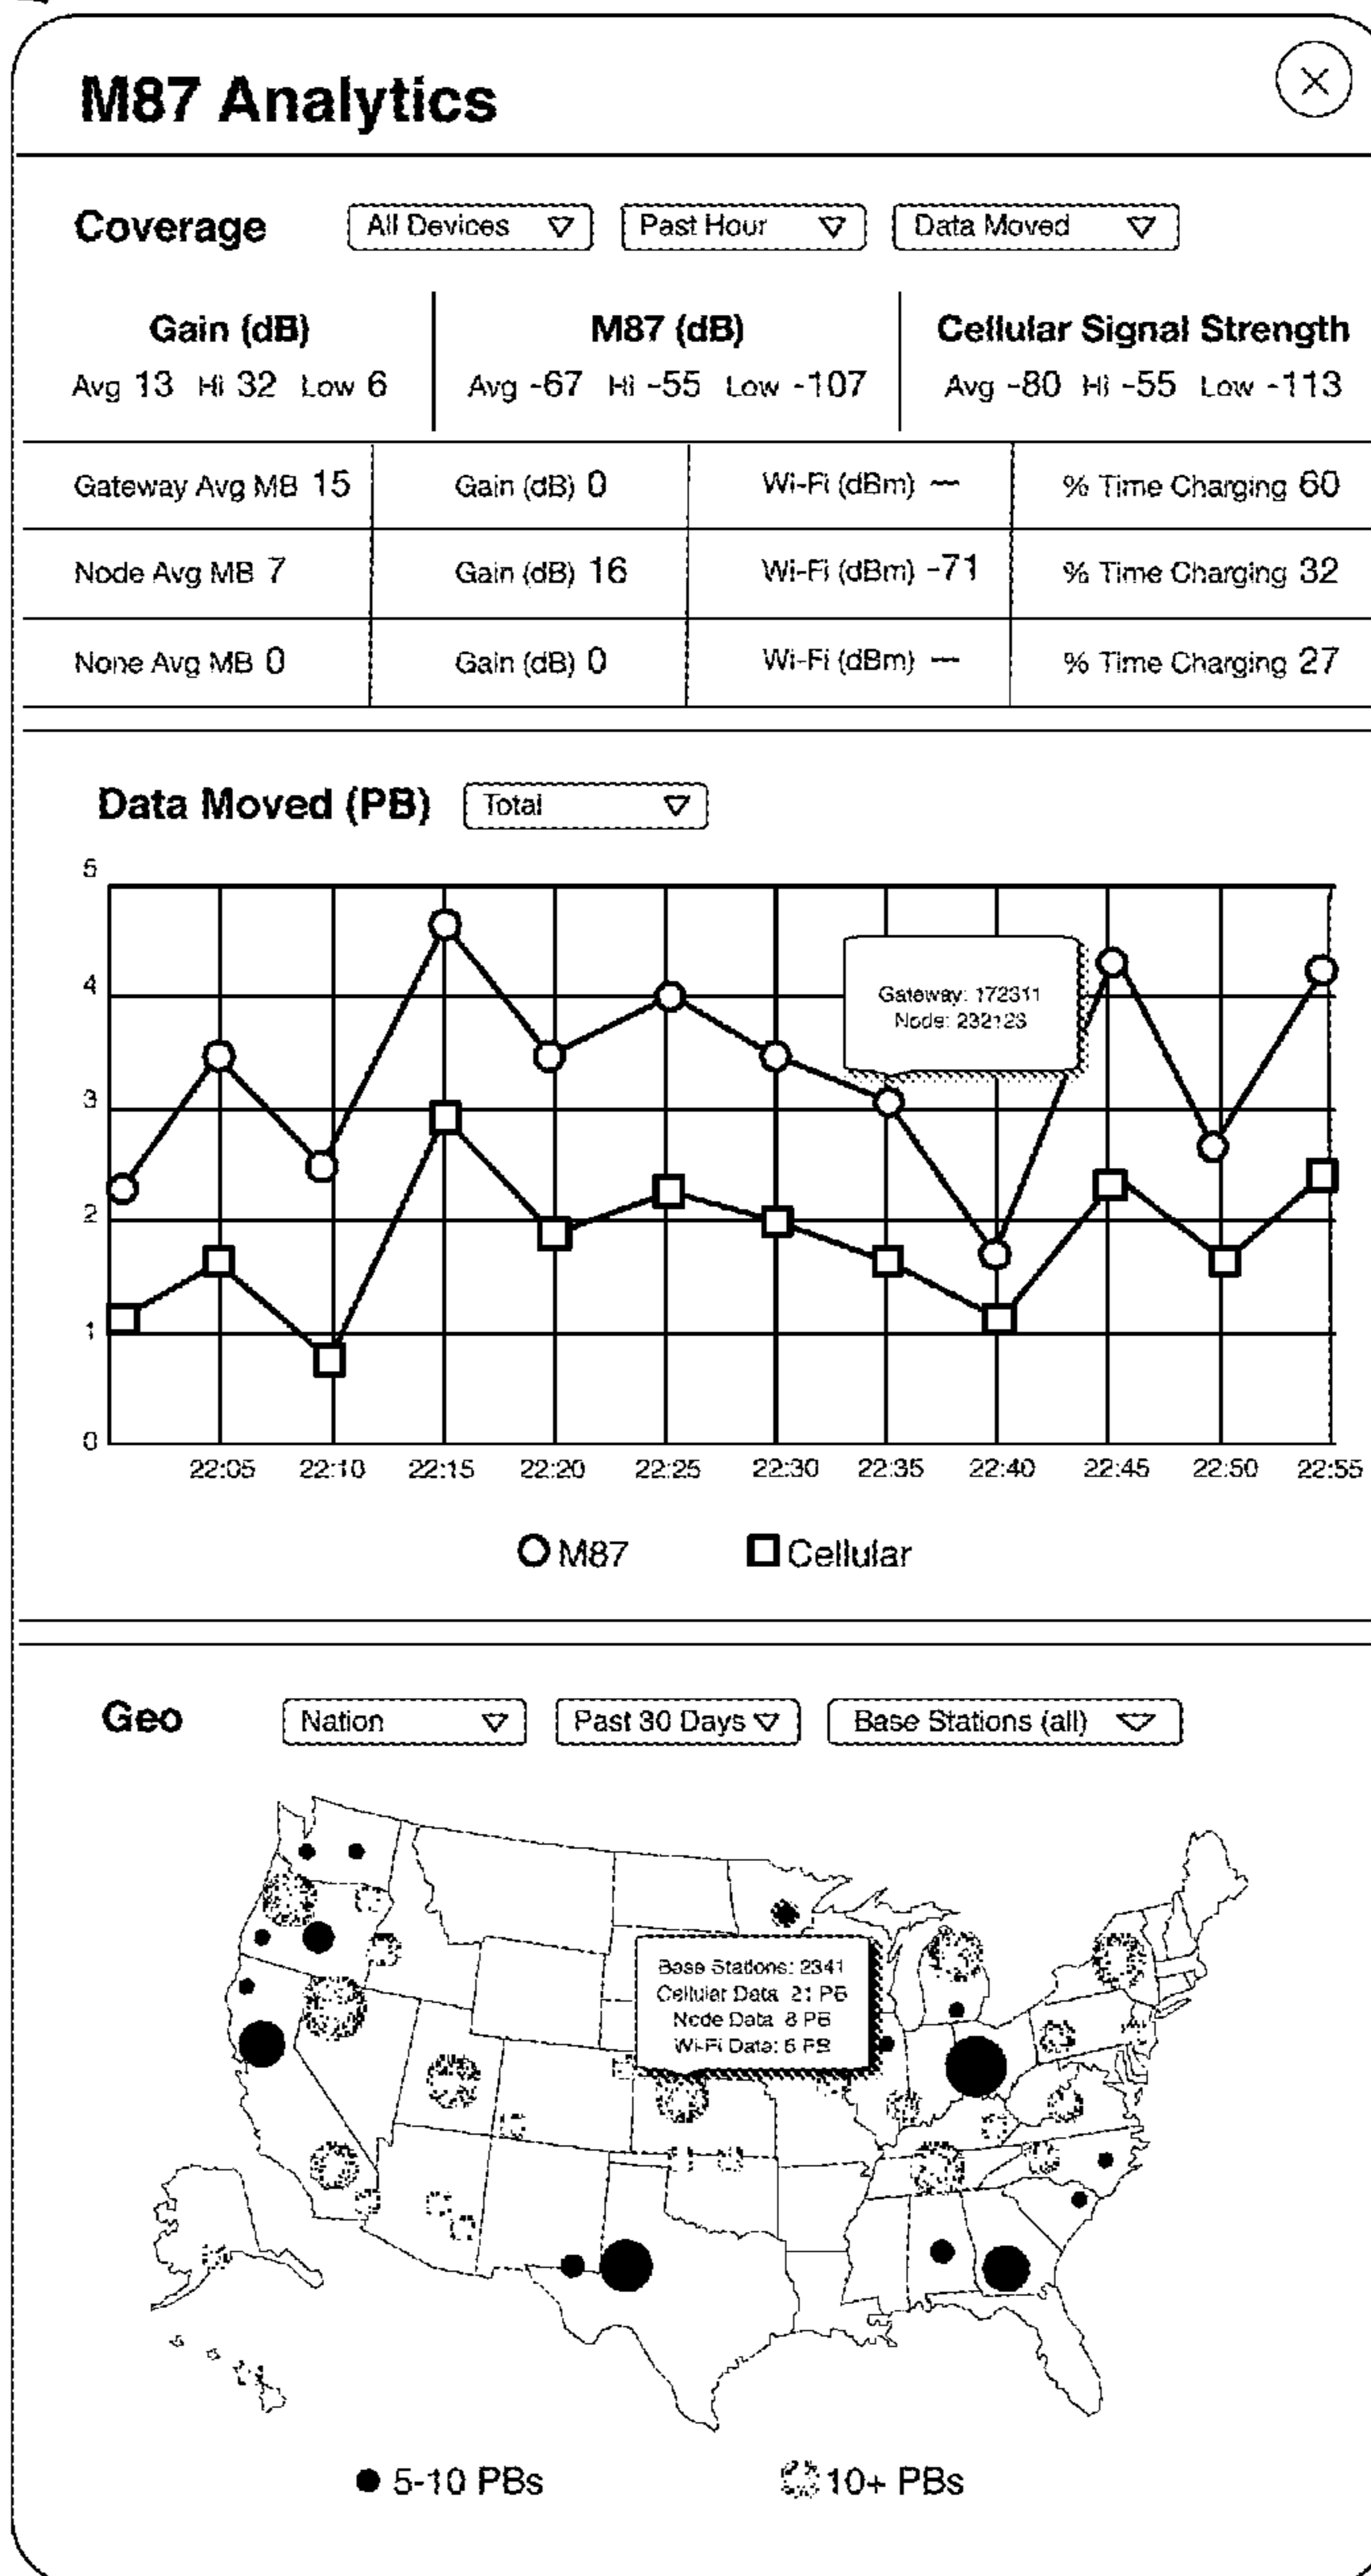 M87 Analytics
Coverage All Devices Past Hour Data Moved
Gain (dB) M87 (dB) Cellular Signal Strength
Avg 13 Hi 32 Low 6 Avg -67 Hi -55 Low -107 Avg -80 Hi -55 Low -113
Gateway Avg MB 15 Gain (dB) 0 Wi-Fi (dBm) — % Time Charging 60
Node Avg MB 7 Gain (dB) 16 Wi-Fi (dBm) -71 % Time Charging 32
None Avg MB 0 Gain (dB) 0 Wi-Fi (dBm) — % Time Charging 27
Data Moved (PB) Total
5
4
Gateway: 172311
Node: 232123
3
2
1
0
22:05 22:10 22:15 22:20 22:25 22:30 22:35 22:40 22:45 22:50 22:55
M87 Cellular
Geo Nation Past 30 Days Base Stations (all)
Base Stations: 2341
Cellular Data 21 PB
Node Data 8 PB
Wi-Fi Data: 6 PB
5-10 PBs 10+ PBs